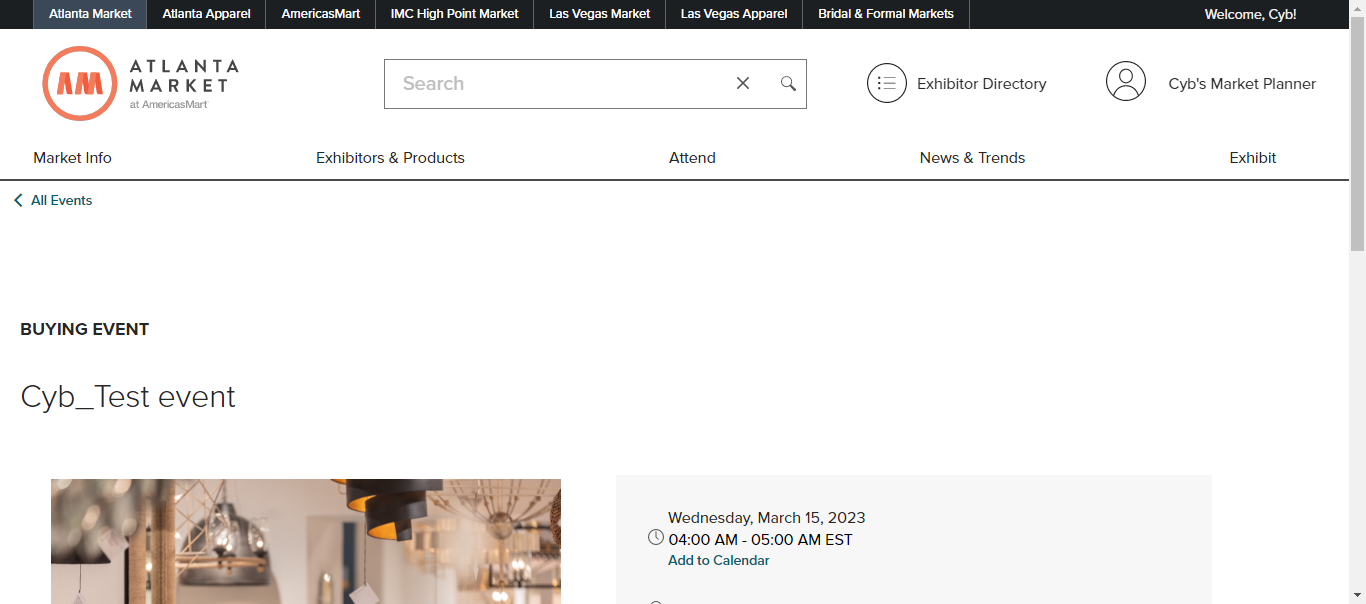 Atlanta Market Atlanta Apparel AmericasMart IMC High Point Market Las Vegas Market Las Vegas Apparel Bridal & Formal Markets Welcome, Cyb!
AM ATLANTA
MARKET
at AmericasMart
Search
Exhibitor Directory
Cyb's Market Planner
Market Info Exhibitors & Products Attend News & Trends Exhibit
All Events
BUYING EVENT
Cyb_Test event
Wednesday, March 15, 2023
04:00 AM - 05:00 AM EST
Add to Calendar